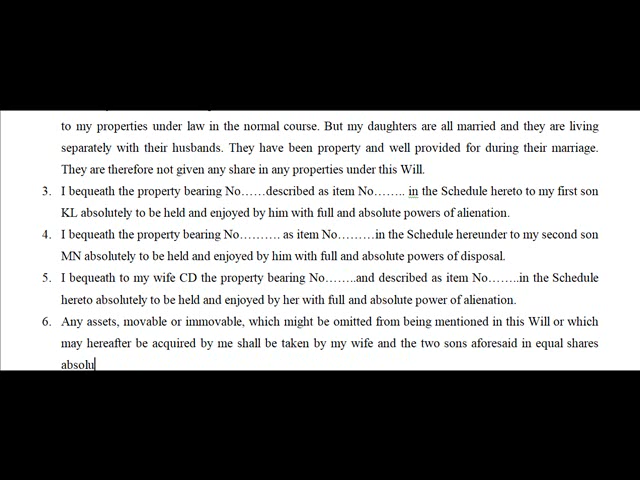 to my properties under law in the normal course. But my daughters are all married and they are living
separately with their husbands. They have been property and well provided for during their marriage.
They are therefore not given any share in any properties under this Will.
3. I bequeath the property bearing No……described as item No…….. in the Schedule hereto to my first son
KL absolutely to be held and enjoyed by him with full and absolute powers of alienation.
4. I bequeath the property bearing No………. as item No………in the Schedule hereunder to my second son
MN absolutely to be held and enjoyed by him with full and absolute powers of disposal.
5. I bequeath to my wife CD the property bearing No……..and described as item No……..in the Schedule
hereto absolutely to be held and enjoyed by her with full and absolute power of alienation.
6. Any assets, movable or immovable, which might be omitted from being mentioned in this Will or which
may hereafter be acquired by me shall be taken by my wife and the two sons aforesaid in equal shares
absolu